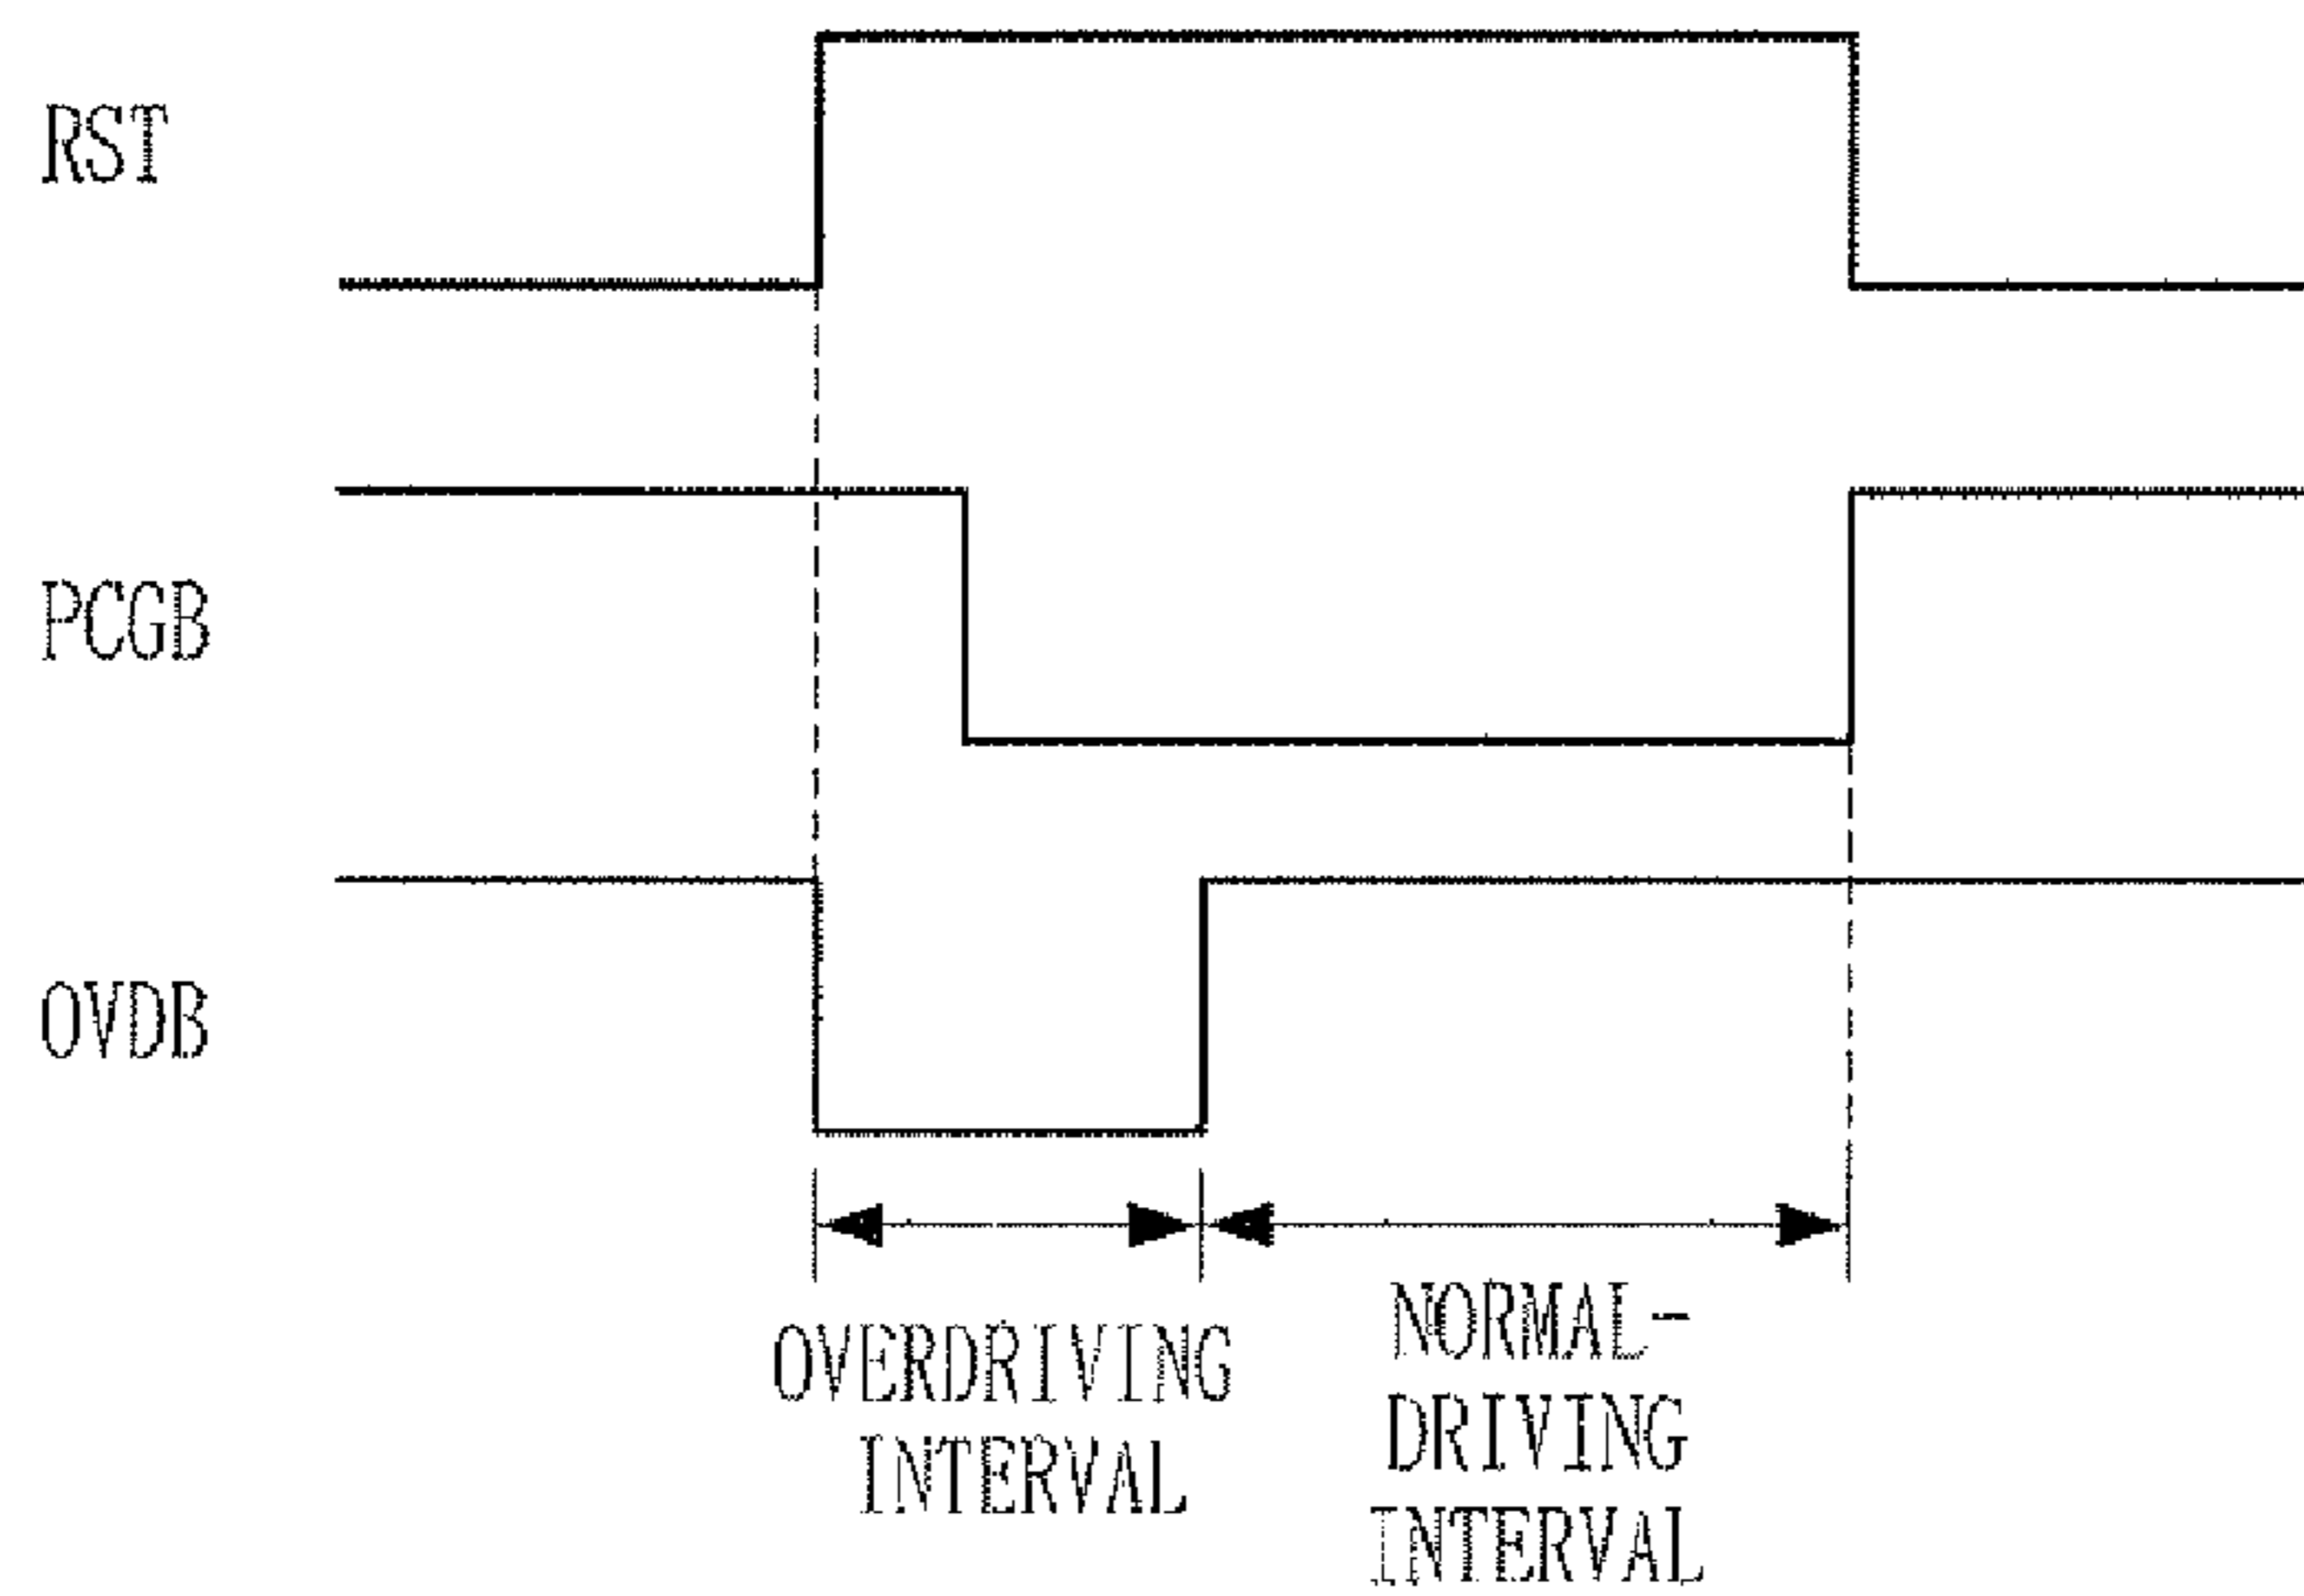 RST
PCGB
OVDB
OVERDRIVING
INTERVAL
NORMAL-
DRIVING
INTERVAL